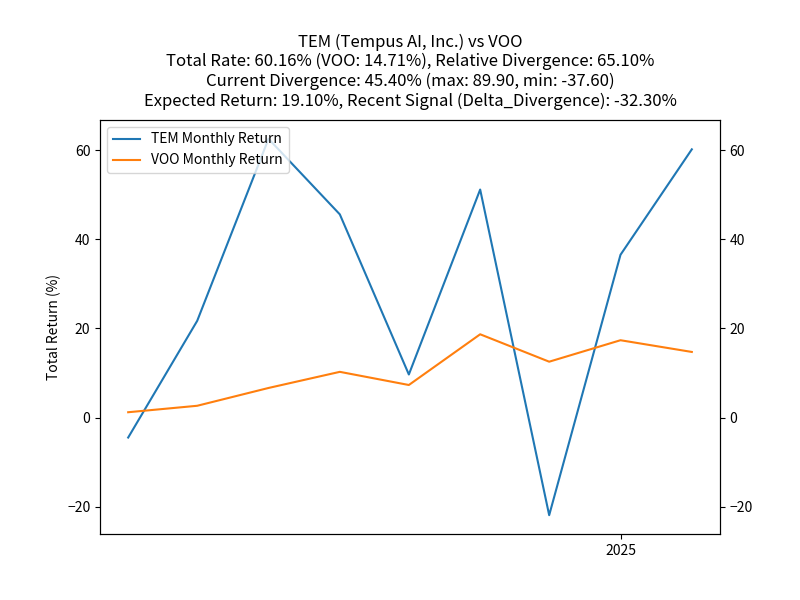 TEM (Tempus AI, Inc.) vs VOO
Total Rate: 60.16% (VOO: 14.71%), Relative Divergence: 65.10%
Current Divergence: 45.40% (max: 89.90, min: -37.60)
Expected Return: 19.10%, Recent Signal (Delta_Divergence): -32.30%
TEM Monthly Return
VOO Monthly Return
Total Return (%)
60
40
20
0
−20
60
40
20
0
−20
2025